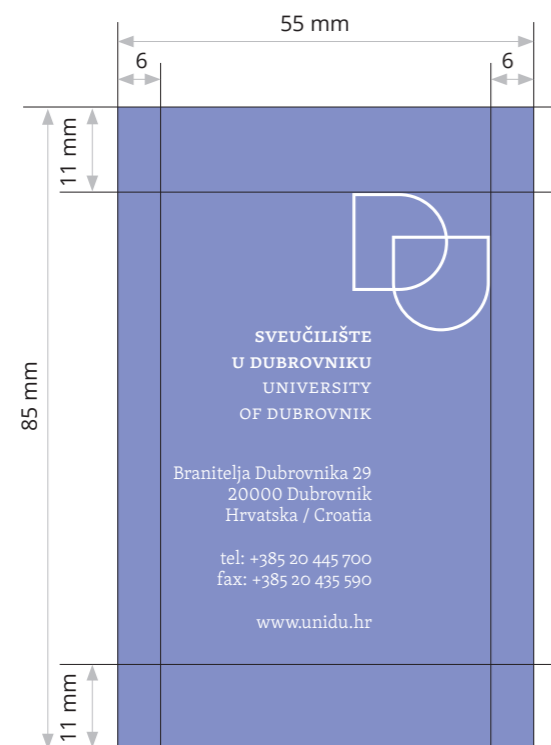 55 mm
6
6
11 mm
85 mm
SVEUČILIŠTE
U DUBROVNIKU
UNIVERSITY
OF DUBROVNIK
Branitelja Dubrovnika 29
20000 Dubrovnik
Hrvatska / Croatia
tel: +385 20 445 700
fax: +385 20 435 590
www.unidu.hr
11 mm